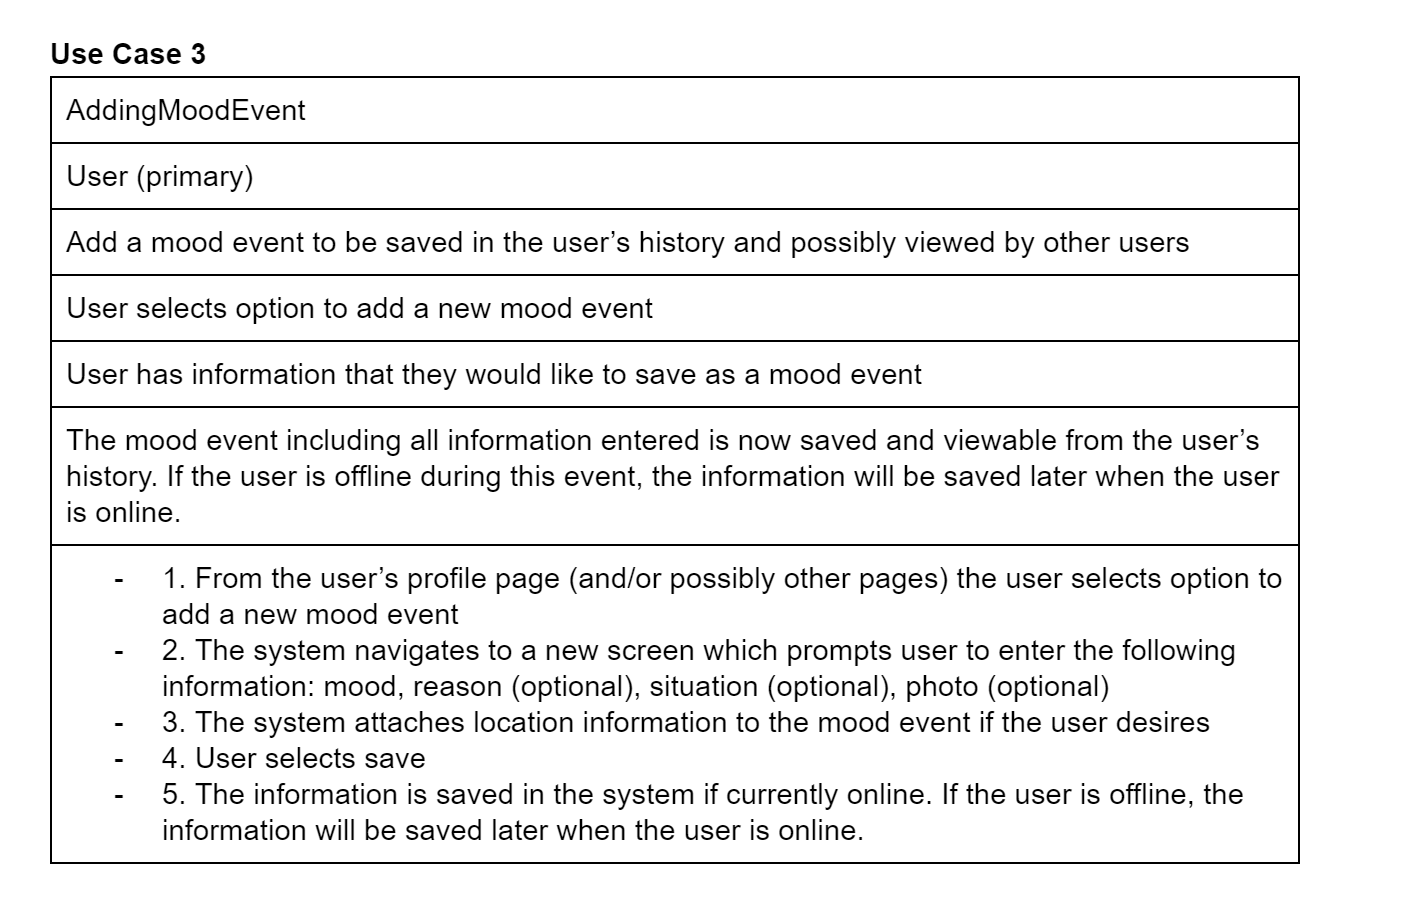 Use Case 3
AddingMoodEvent
User (primary)
Add a mood event to be saved in the user’s history and possibly viewed by other users
User selects option to add a new mood event
User has information that they would like to save as a mood event
The mood event including all information entered is now saved and viewable from the user’s
history. If the user is offline during this event, the information will be saved later when the user
is online.
- 1. From the user’s profile page (and/or possibly other pages) the user selects option to
add a new mood event
- 2. The system navigates to a new screen which prompts user to enter the following
information: mood, reason (optional), situation (optional), photo (optional)
- 3. The system attaches location information to the mood event if the user desires
- 4. User selects save
- 5. The information is saved in the system if currently online. If the user is offline, the
information will be saved later when the user is online.